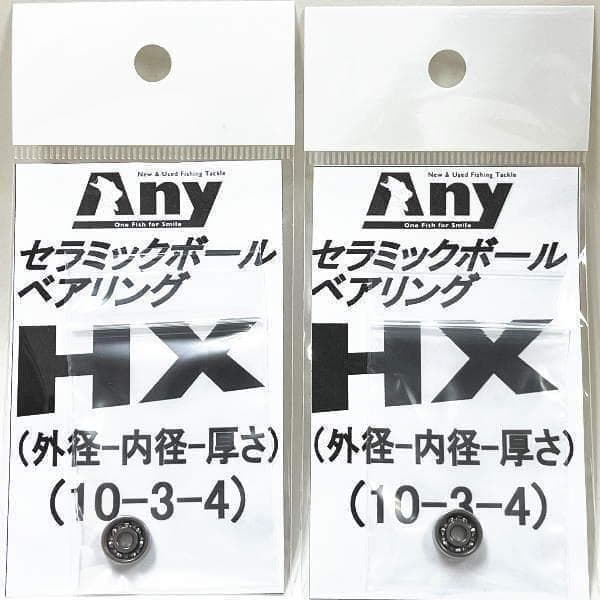 New & Used Fishing Tackle
Any
One Fish for Smile
セラミックボール
ベアリング
HX
(外径-内径-厚さ)
(10-3-4)
New & Used Fishing Tackle
Any
One Fish for Smile
セラミックボール
ベアリング
HX
(外径-内径-厚さ)
(10-3-4)